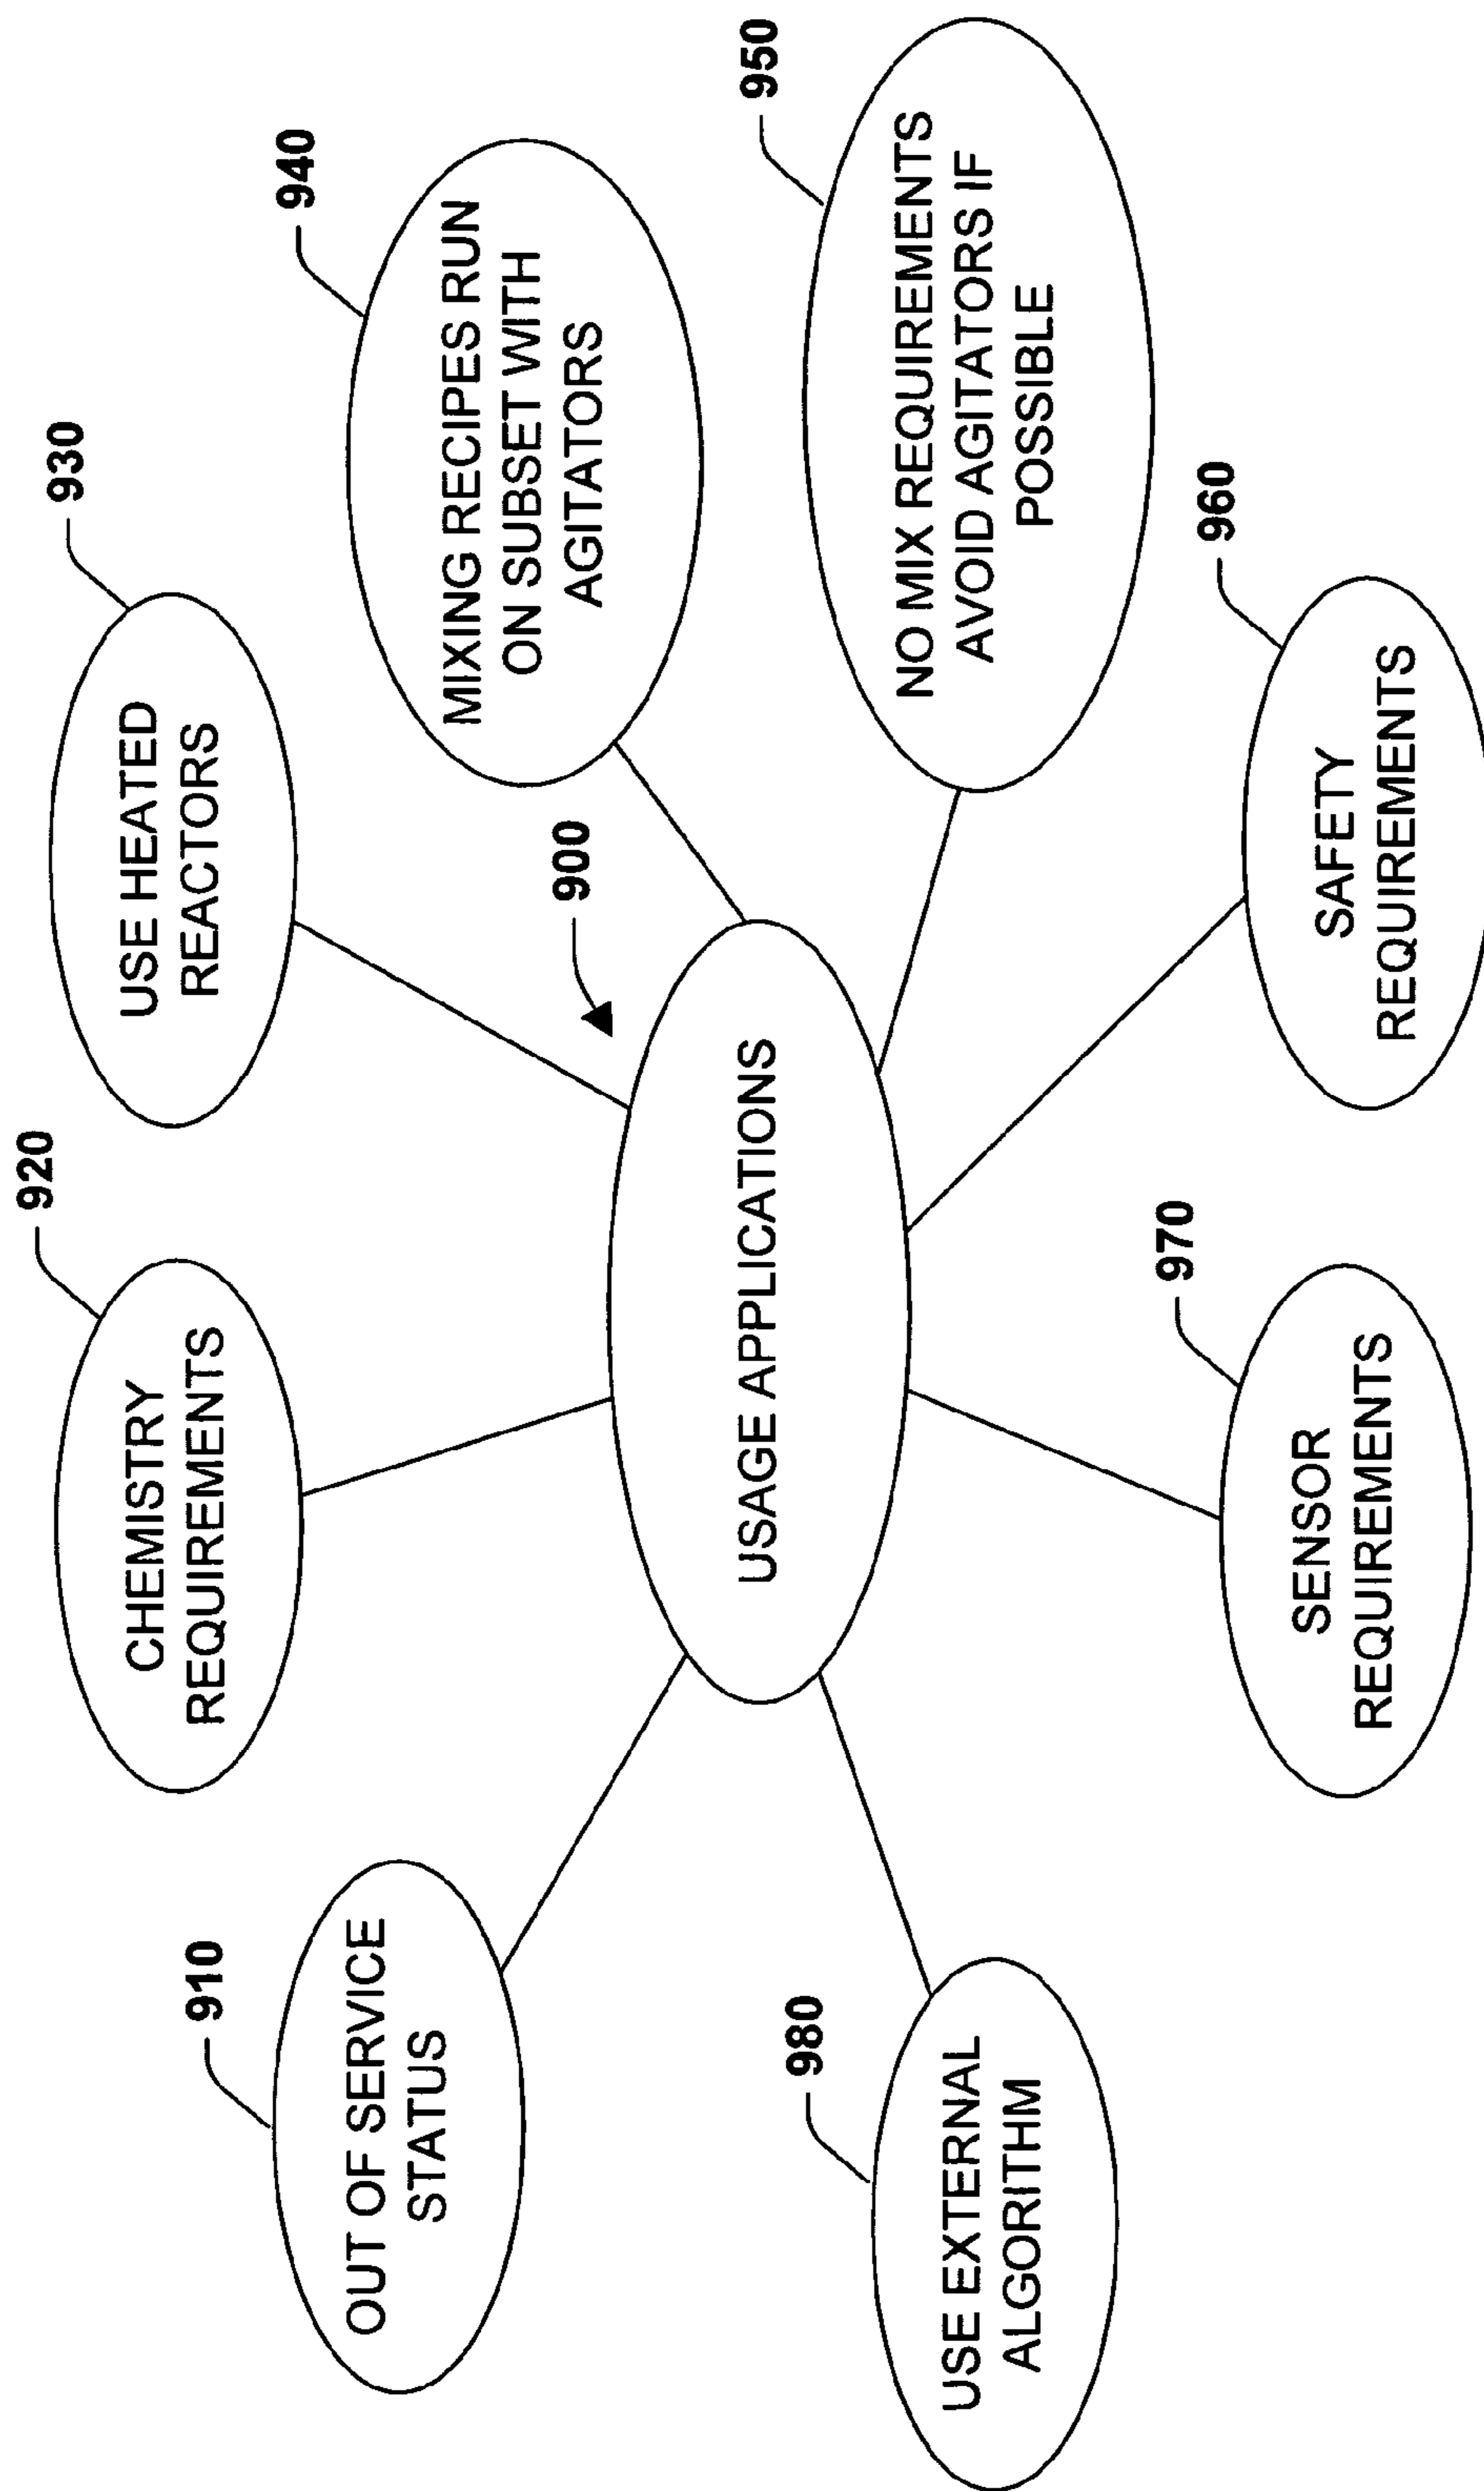 910
OUT OF SERVICE
STATUS
920
CHEMISTRY
REQUIREMENTS
930
USE HEATED
REACTORS
940
MIXING RECIPES RUN
ON SUBSET WITH
AGITATORS
900
USAGE APPLICATIONS
950
NO MIX REQUIREMENTS
AVOID AGITATORS IF
POSSIBLE
960
SAFETY
REQUIREMENTS
970
SENSOR
REQUIREMENTS
980
USE EXTERNAL
ALGORITHM